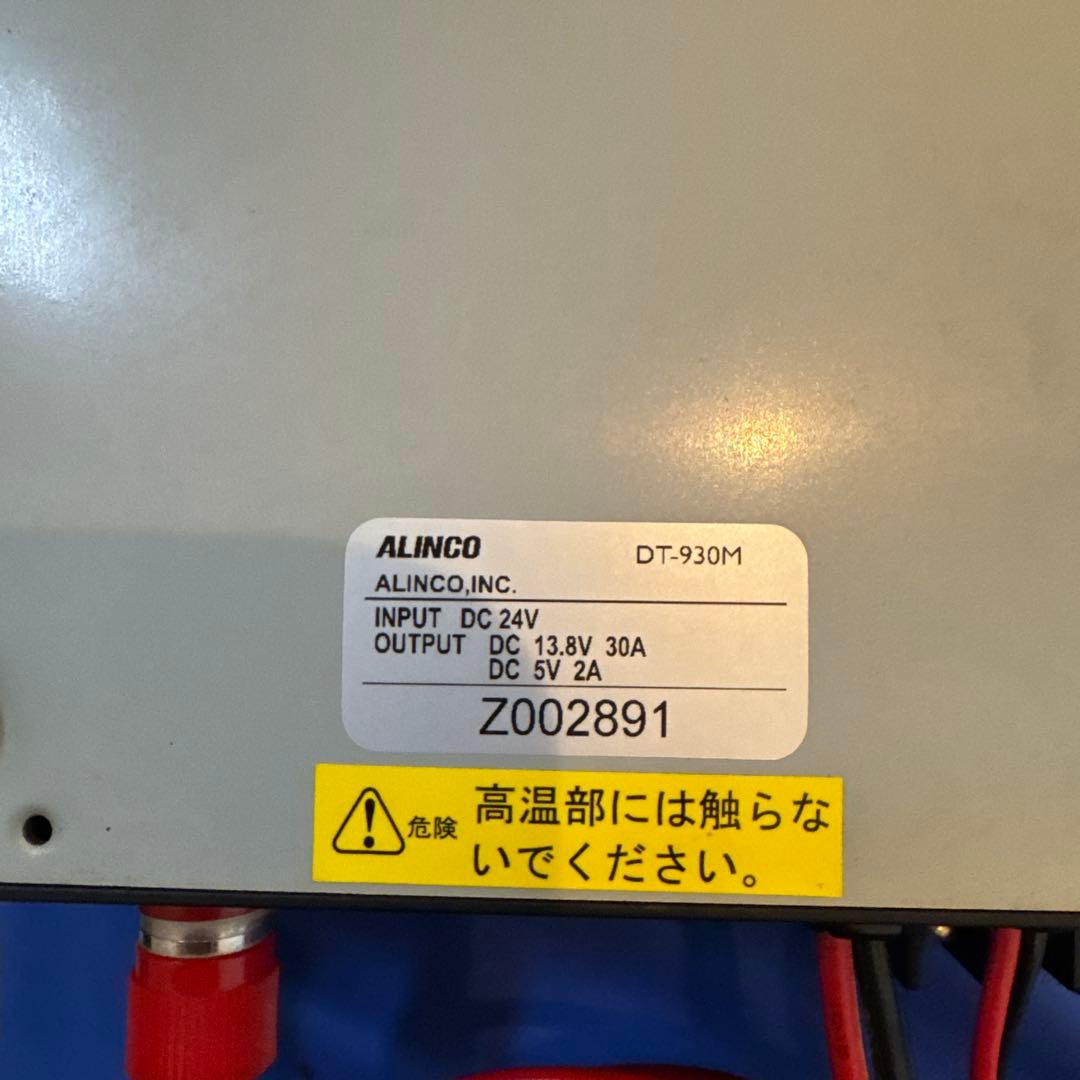 ALINCO DT-930M
ALINCO,INC.
INPUT DC 24V
OUTPUT DC 13.8V 30A
DC 5V 2A
Z002891
危険 高温部には触らな
いでください。